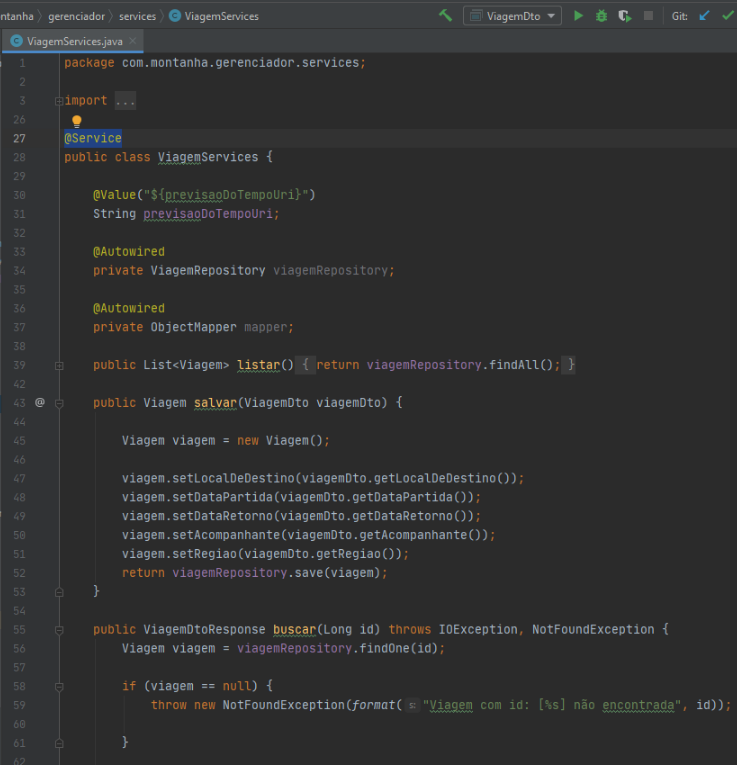 ontanha gerenciador services ViagemServices ViagemDto Git:
ViagemServices.java
1 package com.montanha.gerenciador.services;
2
3 import ...
26
27 @Service
28 public class ViagemServices {
29
30 @Value("${previsaoDoTempoUri}")
31 String previsaoDoTempoUri;
32
33 @Autowired
34 private ViagemRepository viagemRepository;
35
36 @Autowired
37 private ObjectMapper mapper;
38
39 public List<Viagem> listar() { return viagemRepository.findAll(); }
42
43 @ public Viagem salvar(ViagemDto viagemDto) {
44
45 Viagem viagem = new Viagem();
46
47 viagem.setLocalDeDestino(viagemDto.getLocalDeDestino());
48 viagem.setDataPartida(viagemDto.getDataPartida());
49 viagem.setDataRetorno(viagemDto.getDataRetorno());
50 viagem.setAcompanhante(viagemDto.getAcompanhante());
51 viagem.setRegiao(viagemDto.getRegiao());
52 return viagemRepository.save(viagem);
53 }
54
55 public ViagemDtoResponse buscar(Long id) throws IOException, NotFoundException {
56 Viagem viagem = viagemRepository.findOne(id);
57
58 if (viagem == null) {
59 throw new NotFoundException(format( s: "Viagem com id: [%s] não encontrada", id));
60
61 }
62